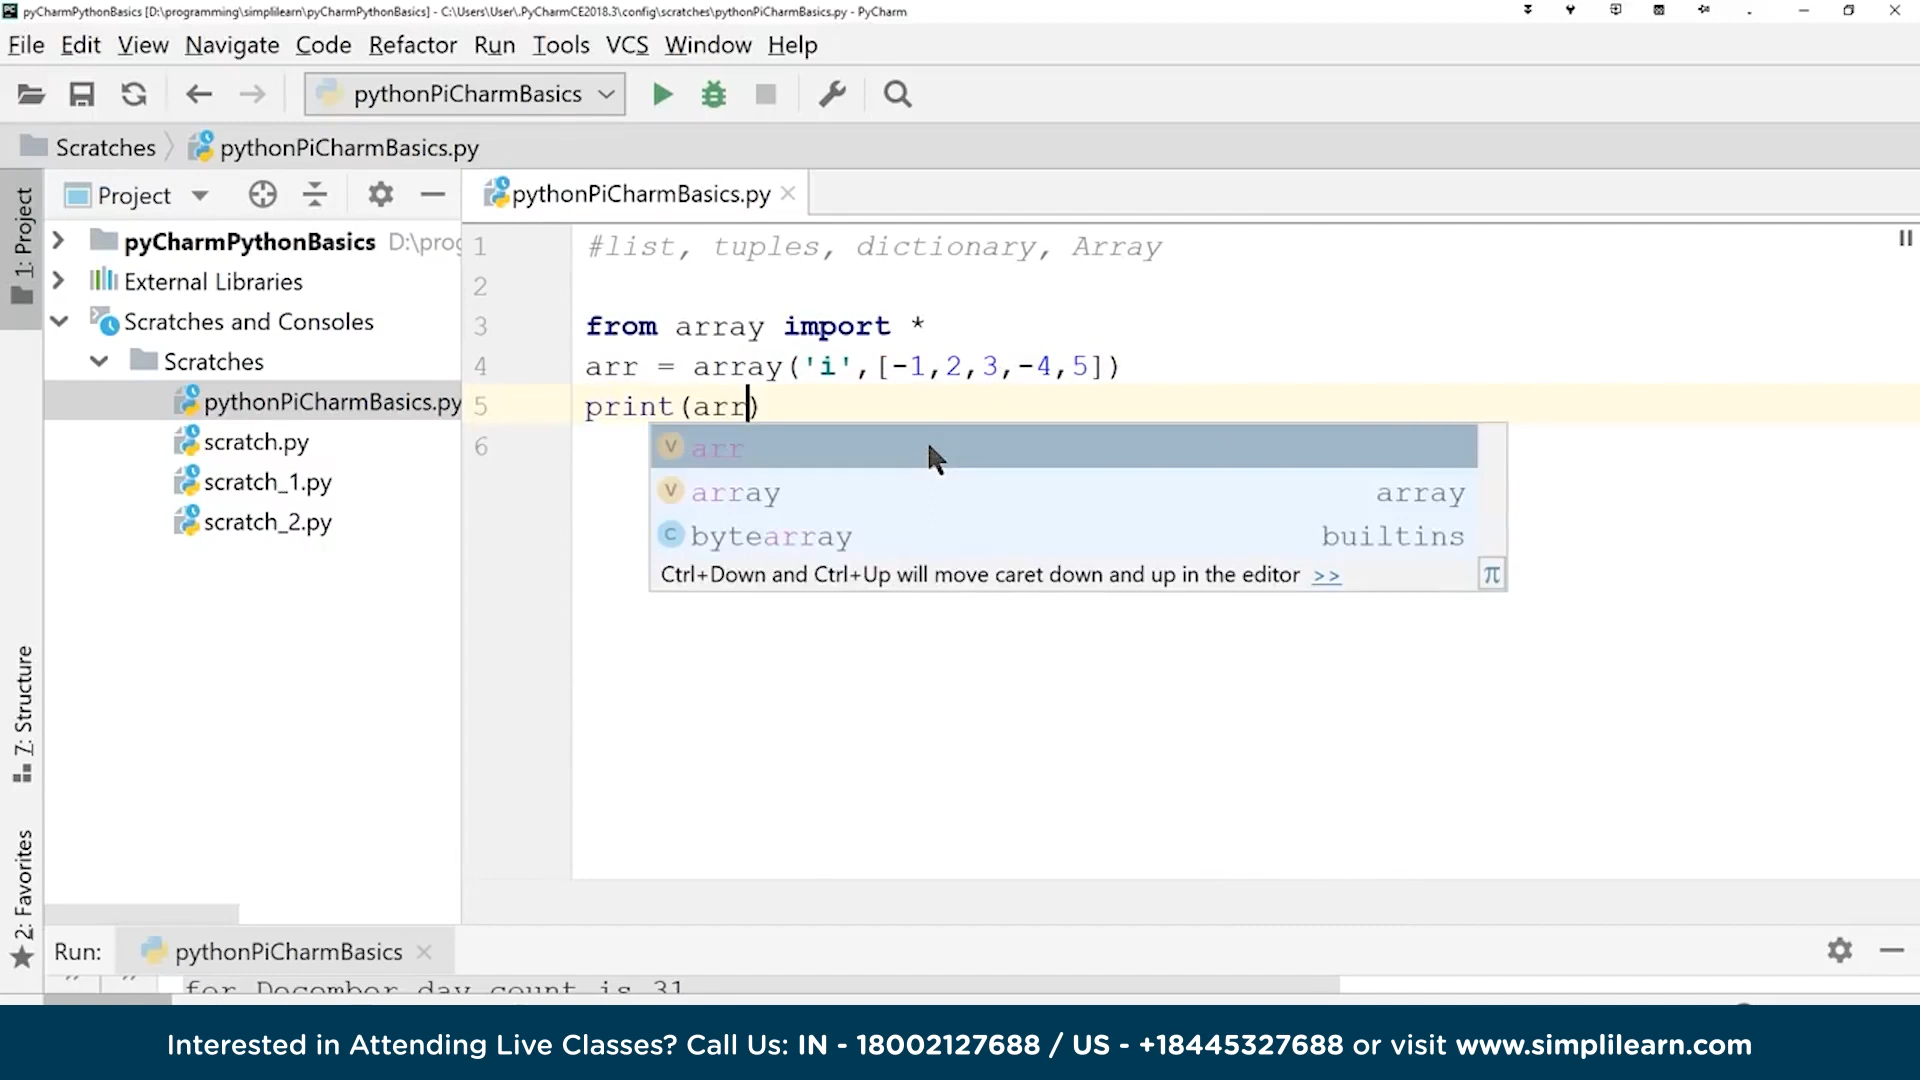 pyCharmPythonBasics [D:\programming\simplilearn\pyCharmPythonBasics] - C:\Users\User\.PyCharmCE2018.3\config\scratches\pythonPiCharmBasics.py - PyCharm
File Edit View Navigate Code Refactor Run Tools VCS Window Help
pythonPiCharmBasics
Scratches pythonPiCharmBasics.py
1: Project
Project
pyCharmPythonBasics D:\prog
External Libraries
Scratches and Consoles
Scratches
pythonPiCharmBasics.py
scratch.py
scratch_1.py
scratch_2.py
7: Structure
2: Favorites
pythonPiCharmBasics.py
1 #list, tuples, dictionary, Array
2
3 from array import *
4 arr = array('i',[-1,2,3,-4,5])
5 print(arr)
6
V arr
V array array
C bytearray builtins
Ctrl+Down and Ctrl+Up will move caret down and up in the editor >> π
Run: pythonPiCharmBasics
for December day count is 31
Interested in Attending Live Classes? Call Us: IN - 18002127688 / US - +18445327688 or visit www.simplilearn.com